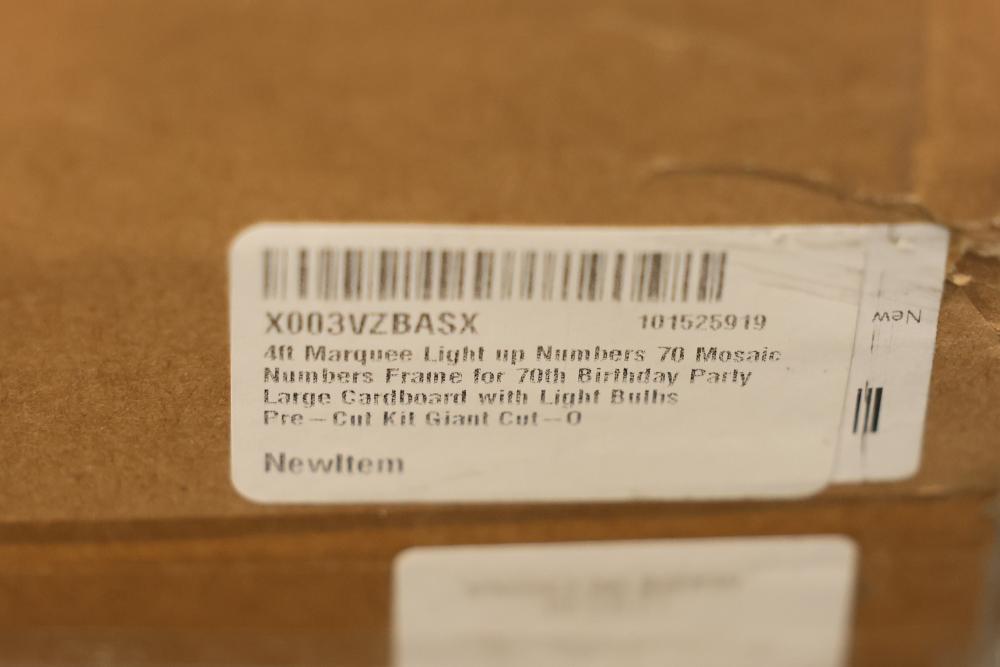 X003VZBASX 101525919
4ft Marquee Light up Numbers 70 Mosaic
Numbers Frame for 70th Birthday Party
Large Cardboard with Light Bulbs
Pre-Cut Kit Giant Cut-O
NewItem
New